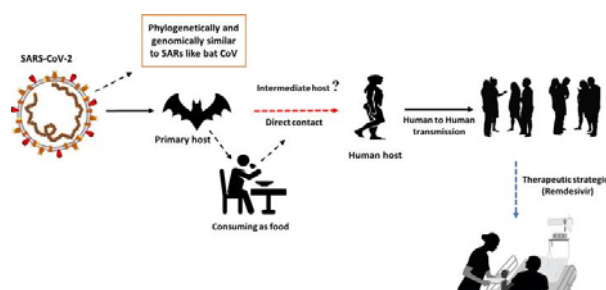 Phylogenetically and
genomically similar
to SARs like bat CoV
SARS-CoV-2
Intermediate host ?
Direct contact
Primary host
Human host
Human to Human
transmission
Consuming as food
Therapeutic strategic
(Remdesivir)